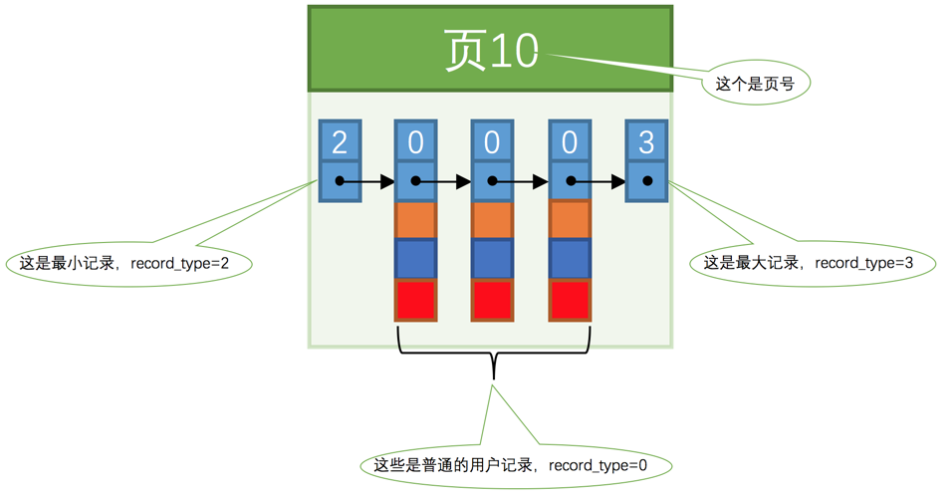 页10
这个是页号
2 0 0 0 3
这是最小记录，record_type=2
这是最大记录，record_type=3
这些是普通的用户记录，record_type=0